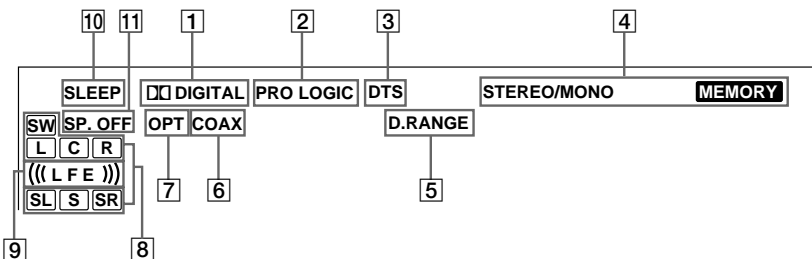 10 11 1 2 3 4
SLEEP DIGITAL PRO LOGIC DTS STEREO/MONO MEMORY
SW SP. OFF OPT COAX D.RANGE
L C R
((( L F E )))
SL S SR
7 6 5
9 8